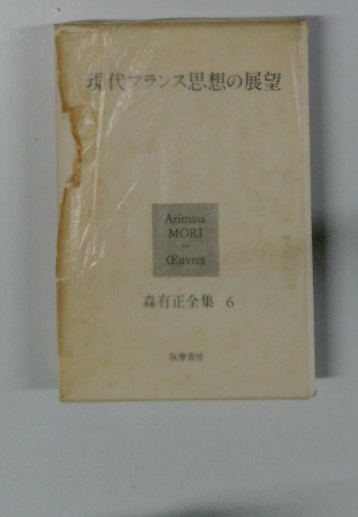 現代フランス思想の展望
Arimasa
MORI
—
Œuvres
森有正全集 6
筑摩書房